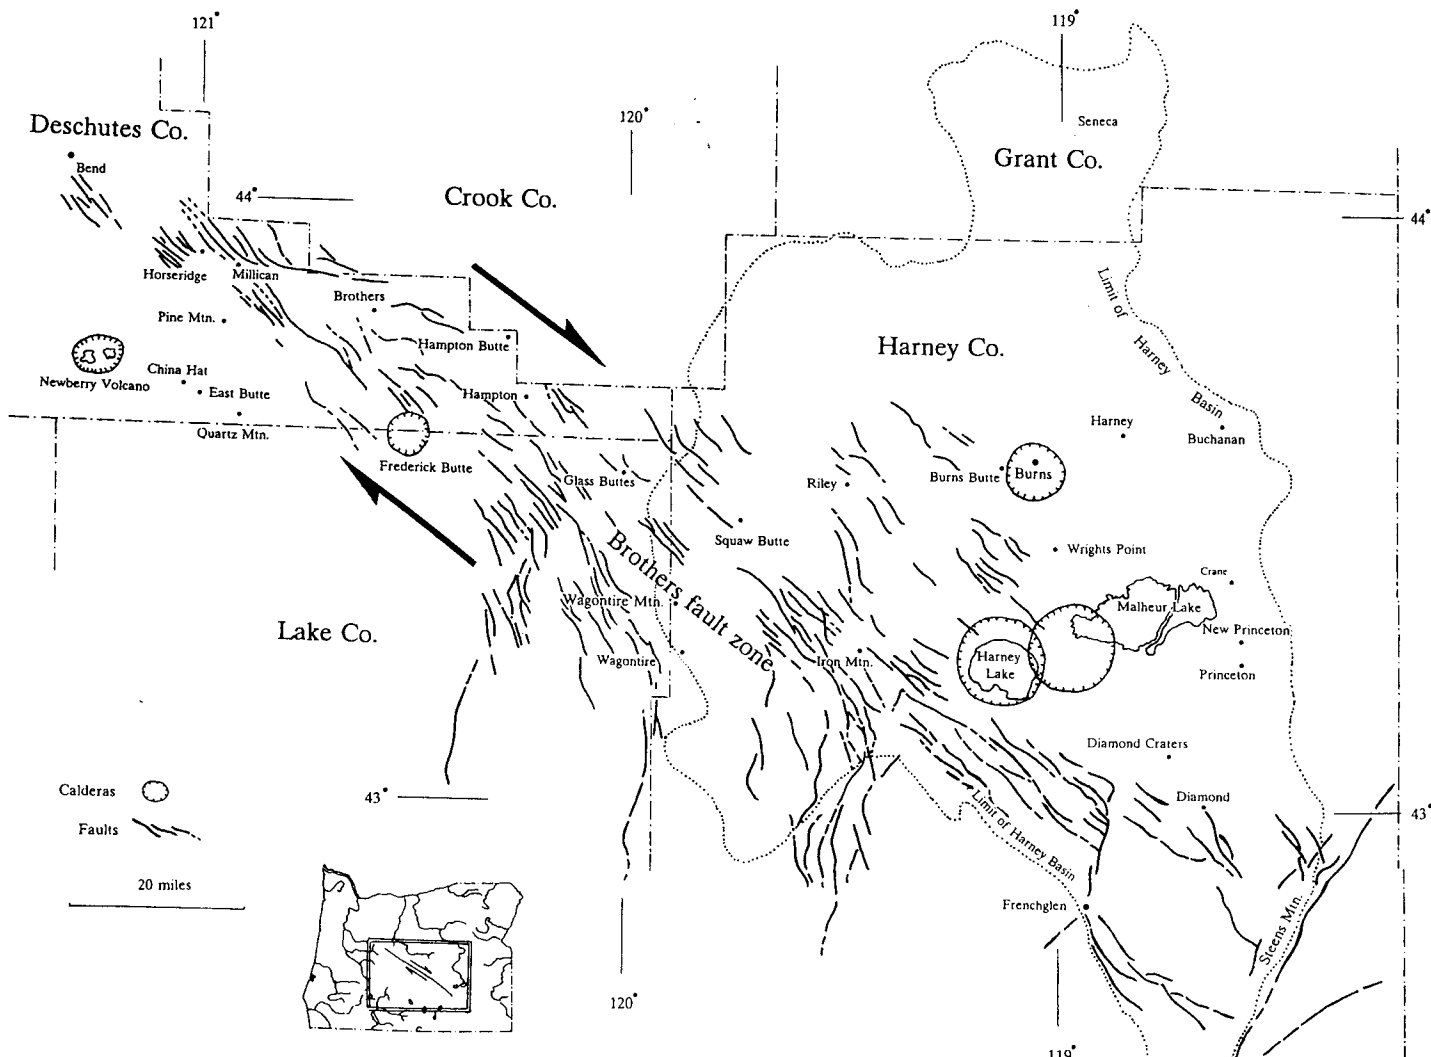 121°
119°
Deschutes Co.
120°
Seneca
Bend
Grant Co.
44°
Crook Co.
44°
Horseridge
Millican
Limit of Harney Basin
Brothers
Pine Mtn.
Hampton Butte
Harney Co.
Newberry Volcano
China Hat
East Butte
Hampton
Quartz Mtn.
Harney
Buchanan
Frederick Butte
Glass Buttes
Riley
Burns Butte
Burns
Squaw Butte
Wrights Point
Brothers fault zone
Crane
Wagontire Mtn.
Malheur Lake
Lake Co.
New Princeton
Wagontire
Iron Mtn.
Harney
Lake
Princeton
Diamond Craters
Calderas
43°
Diamond
43°
Faults
Limit of Harney Basin
20 miles
Frenchglen
Steens Mtn.
120°
119°